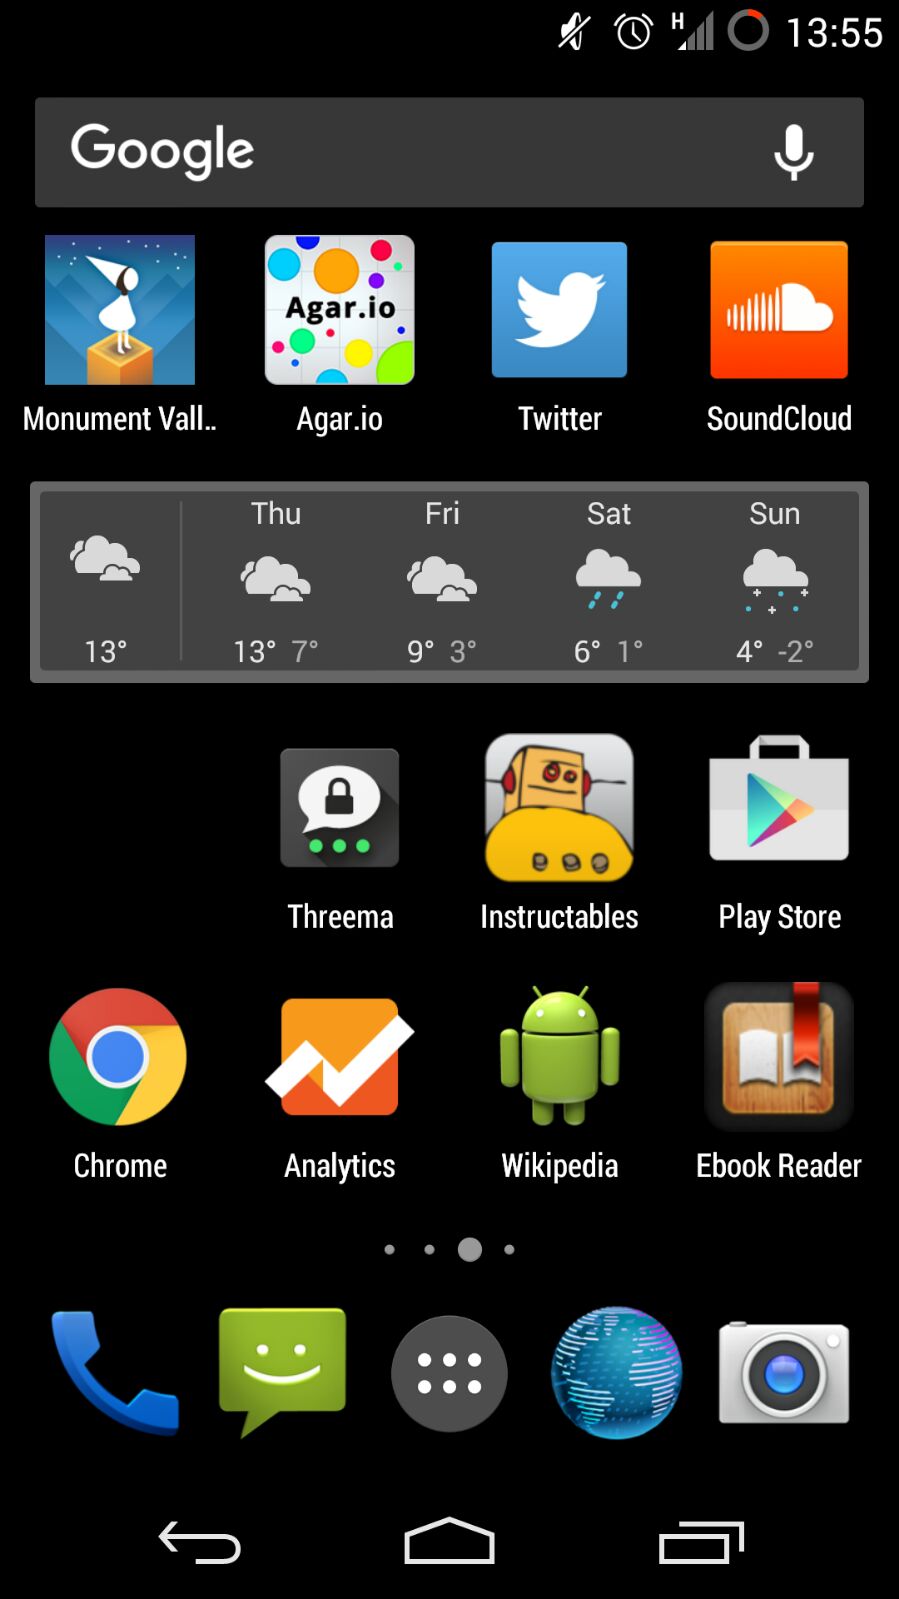 H 13:55
Google
Agar.io
Monument Vall..
Agar.io
Twitter
SoundCloud
Thu Fri Sat Sun
13° 13° 7° 9° 3° 6° 1° 4° -2°
Threema
Instructables
Play Store
Chrome
Analytics
Wikipedia
Ebook Reader